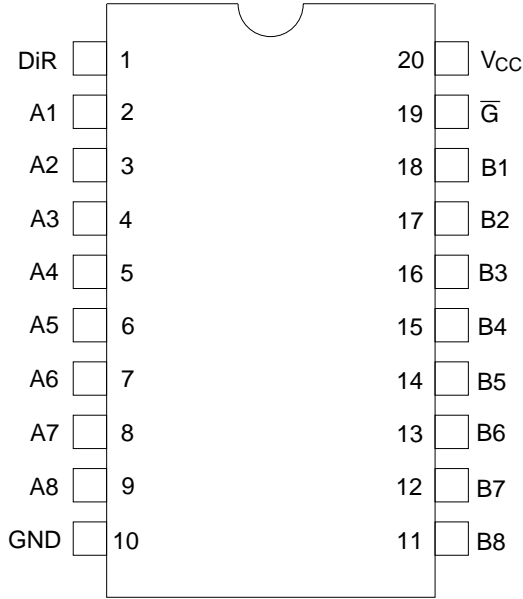 DiR 1 20 VCC
A1 2 19 G̅
A2 3 18 B1
A3 4 17 B2
A4 5 16 B3
A5 6 15 B4
A6 7 14 B5
A7 8 13 B6
A8 9 12 B7
GND 10 11 B8